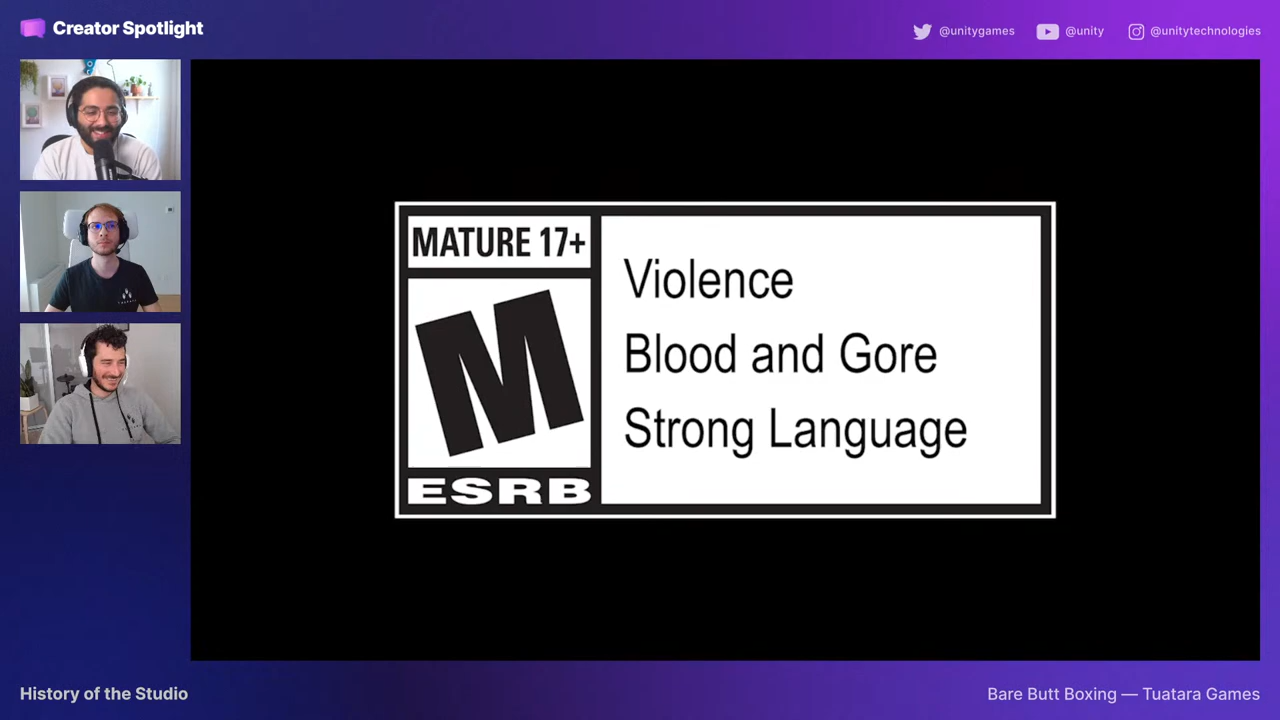 Creator Spotlight
@unitygames
@unity
@unitytechnologies
MATURE 17+
M
ESRB
Violence
Blood and Gore
Strong Language
History of the Studio
Bare Butt Boxing — Tuatara Games